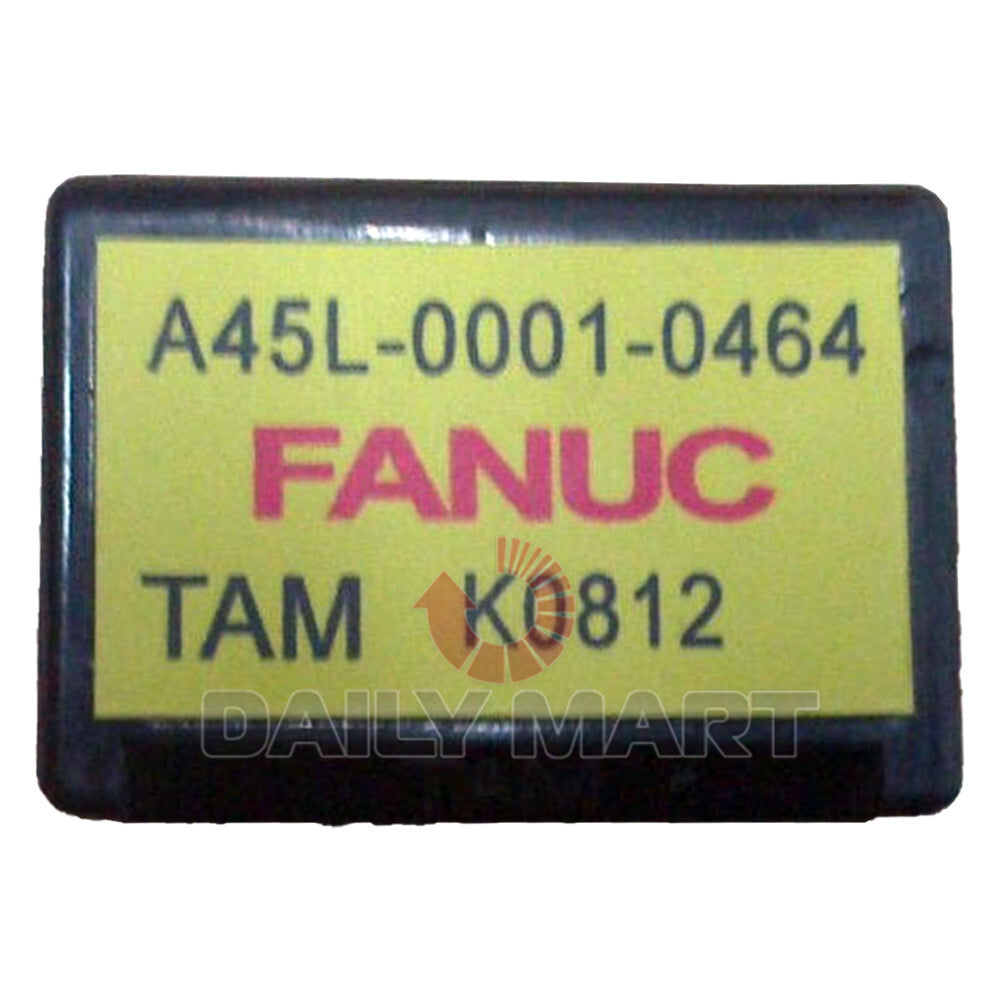 A45L-0001-0464
FANUC
TAM K0812
DAILY MART